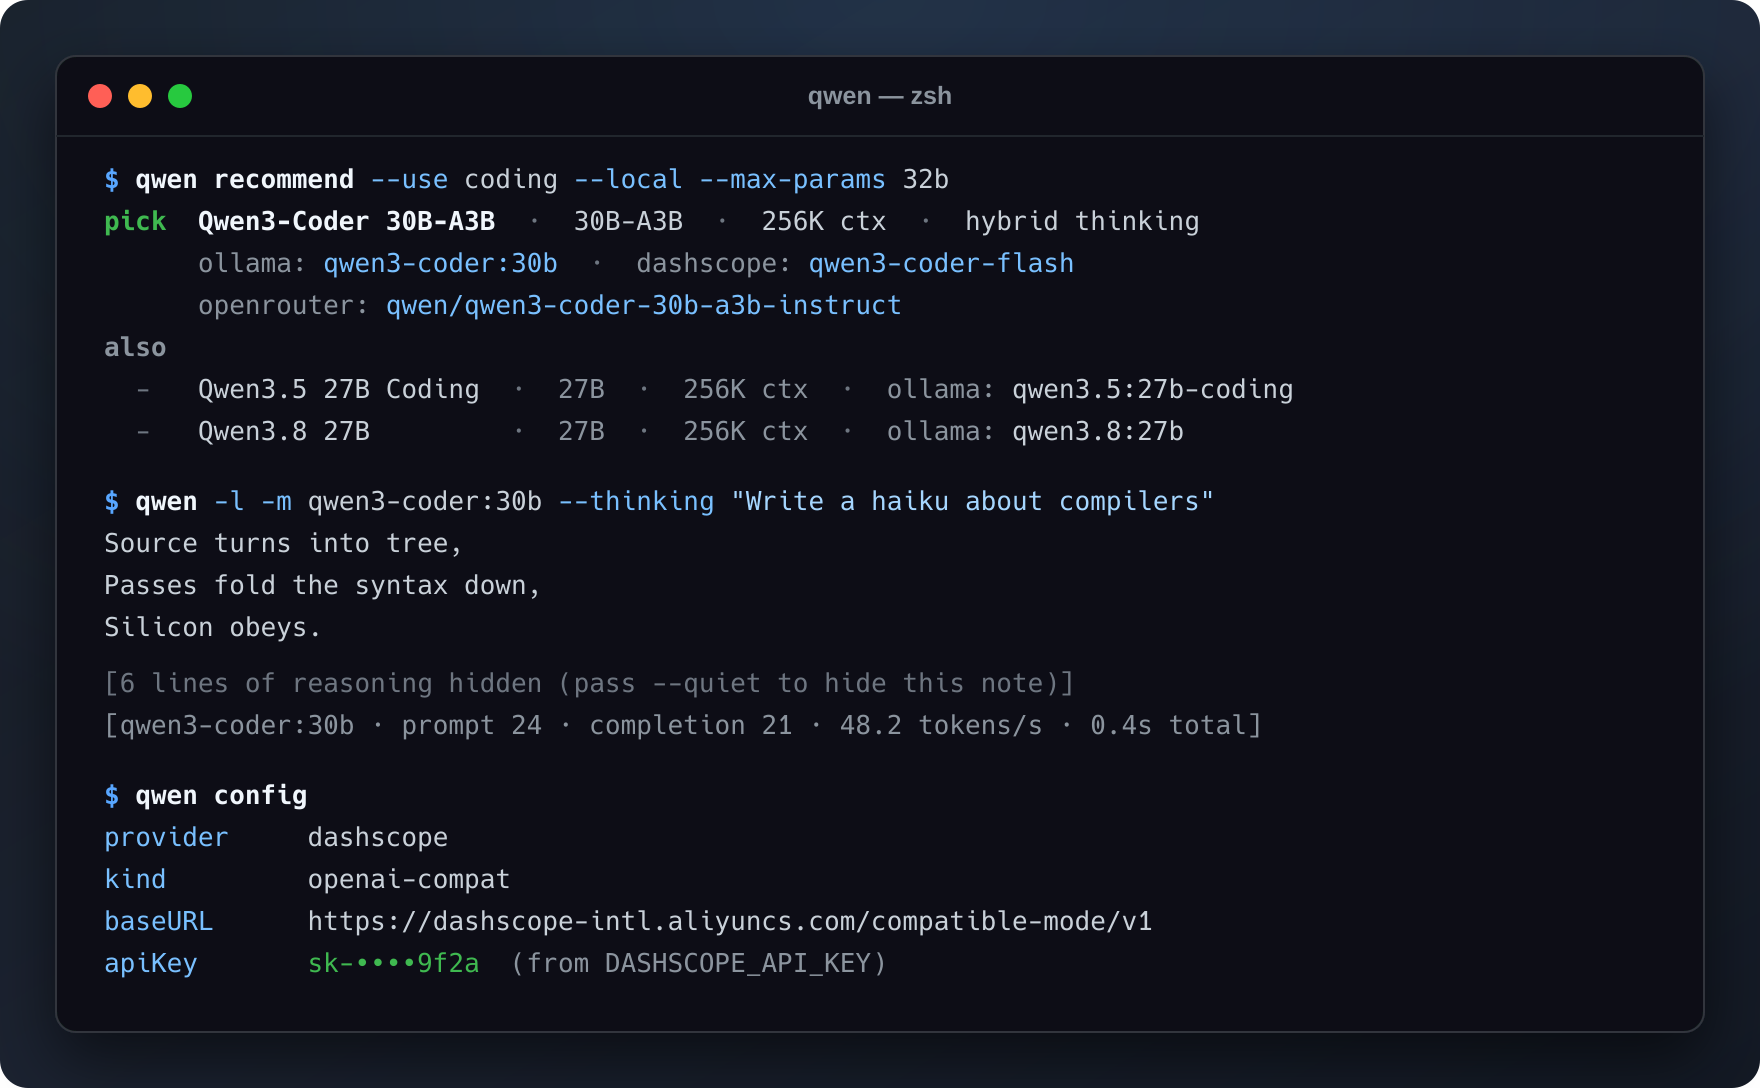 qwen — zsh
$ qwen recommend --use coding --local --max-params 32b
pick  Qwen3-Coder 30B-A3B  ·  30B-A3B  ·  256K ctx  ·  hybrid thinking
      ollama: qwen3-coder:30b  ·  dashscope: qwen3-coder-flash
      openrouter: qwen/qwen3-coder-30b-a3b-instruct
also
  -   Qwen3.5 27B Coding  ·  27B  ·  256K ctx  ·  ollama: qwen3.5:27b-coding
  -   Qwen3.8 27B         ·  27B  ·  256K ctx  ·  ollama: qwen3.8:27b
$ qwen -l -m qwen3-coder:30b --thinking "Write a haiku about compilers"
Source turns into tree,
Passes fold the syntax down,
Silicon obeys.
[6 lines of reasoning hidden (pass --quiet to hide this note)]
[qwen3-coder:30b · prompt 24 · completion 21 · 48.2 tokens/s · 0.4s total]
$ qwen config
provider     dashscope
kind         openai-compat
baseURL      https://dashscope-intl.aliyuncs.com/compatible-mode/v1
apiKey       sk-••••9f2a  (from DASHSCOPE_API_KEY)